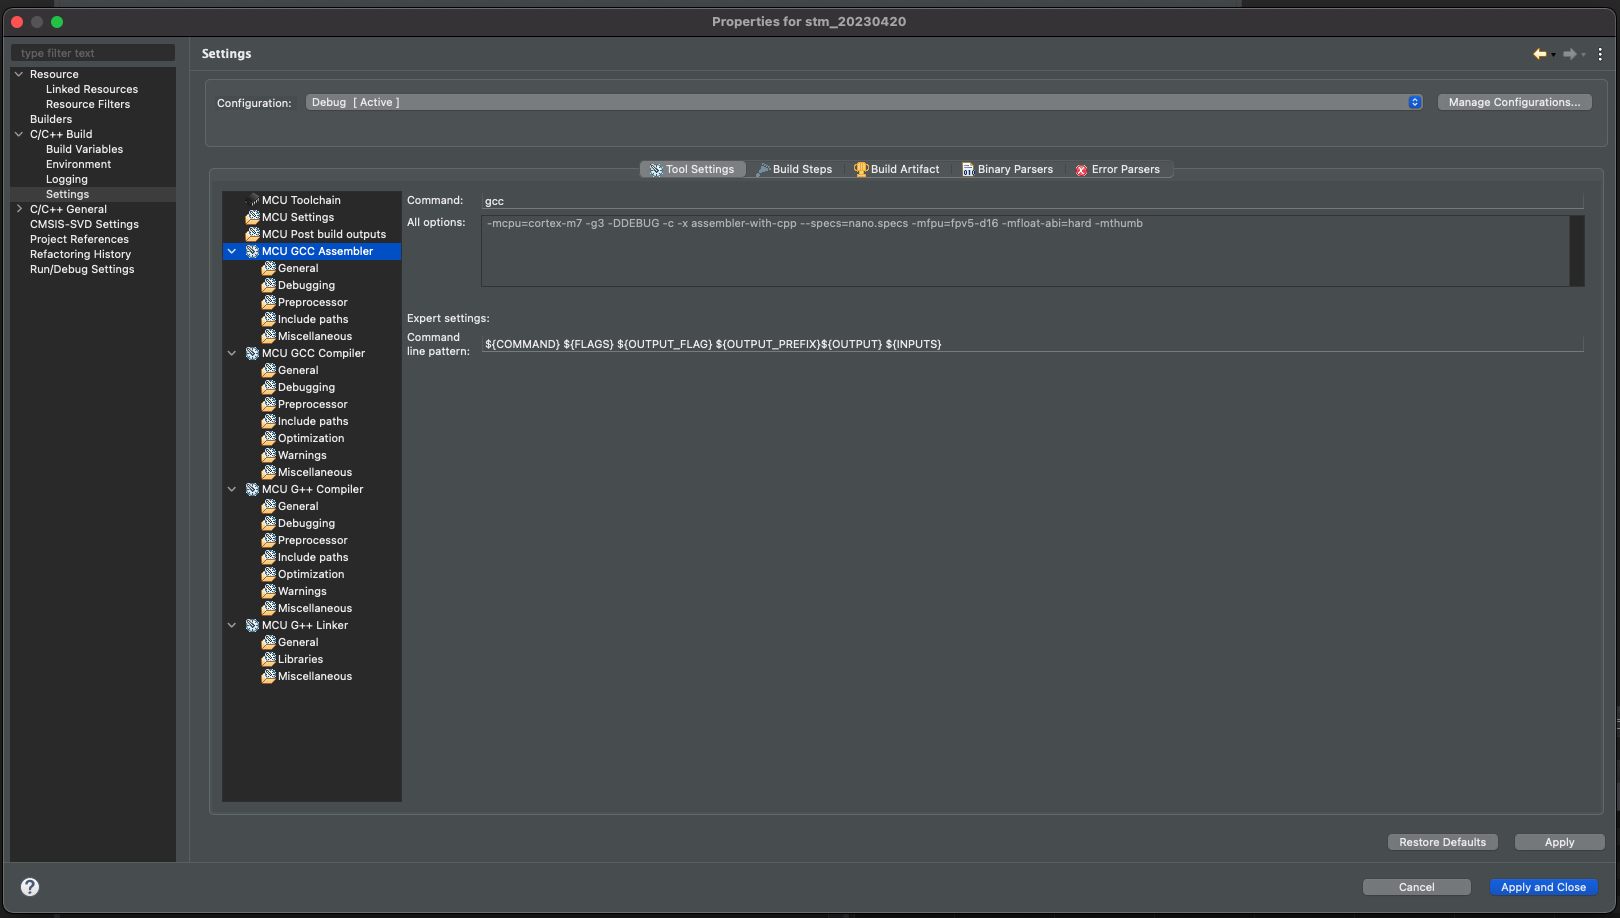 Properties for stm_20230420
type filter text
Resource
Linked Resources
Resource Filters
Builders
C/C++ Build
Build Variables
Environment
Logging
Settings
C/C++ General
CMSIS-SVD Settings
Project References
Refactoring History
Run/Debug Settings
Settings
Configuration: Debug [ Active ] Manage Configurations...
Tool Settings Build Steps Build Artifact Binary Parsers Error Parsers
MCU Toolchain
MCU Settings
MCU Post build outputs
MCU GCC Assembler
General
Debugging
Preprocessor
Include paths
Miscellaneous
MCU GCC Compiler
General
Debugging
Preprocessor
Include paths
Optimization
Warnings
Miscellaneous
MCU G++ Compiler
General
Debugging
Preprocessor
Include paths
Optimization
Warnings
Miscellaneous
MCU G++ Linker
General
Libraries
Miscellaneous
Command: gcc
All options: -mcpu=cortex-m7 -g3 -DDEBUG -c -x assembler-with-cpp --specs=nano.specs -mfpu=fpv5-d16 -mfloat-abi=hard -mthumb
Expert settings:
Command
line pattern: ${COMMAND} ${FLAGS} ${OUTPUT_FLAG} ${OUTPUT_PREFIX}${OUTPUT} ${INPUTS}
Restore Defaults Apply
? Cancel Apply and Close